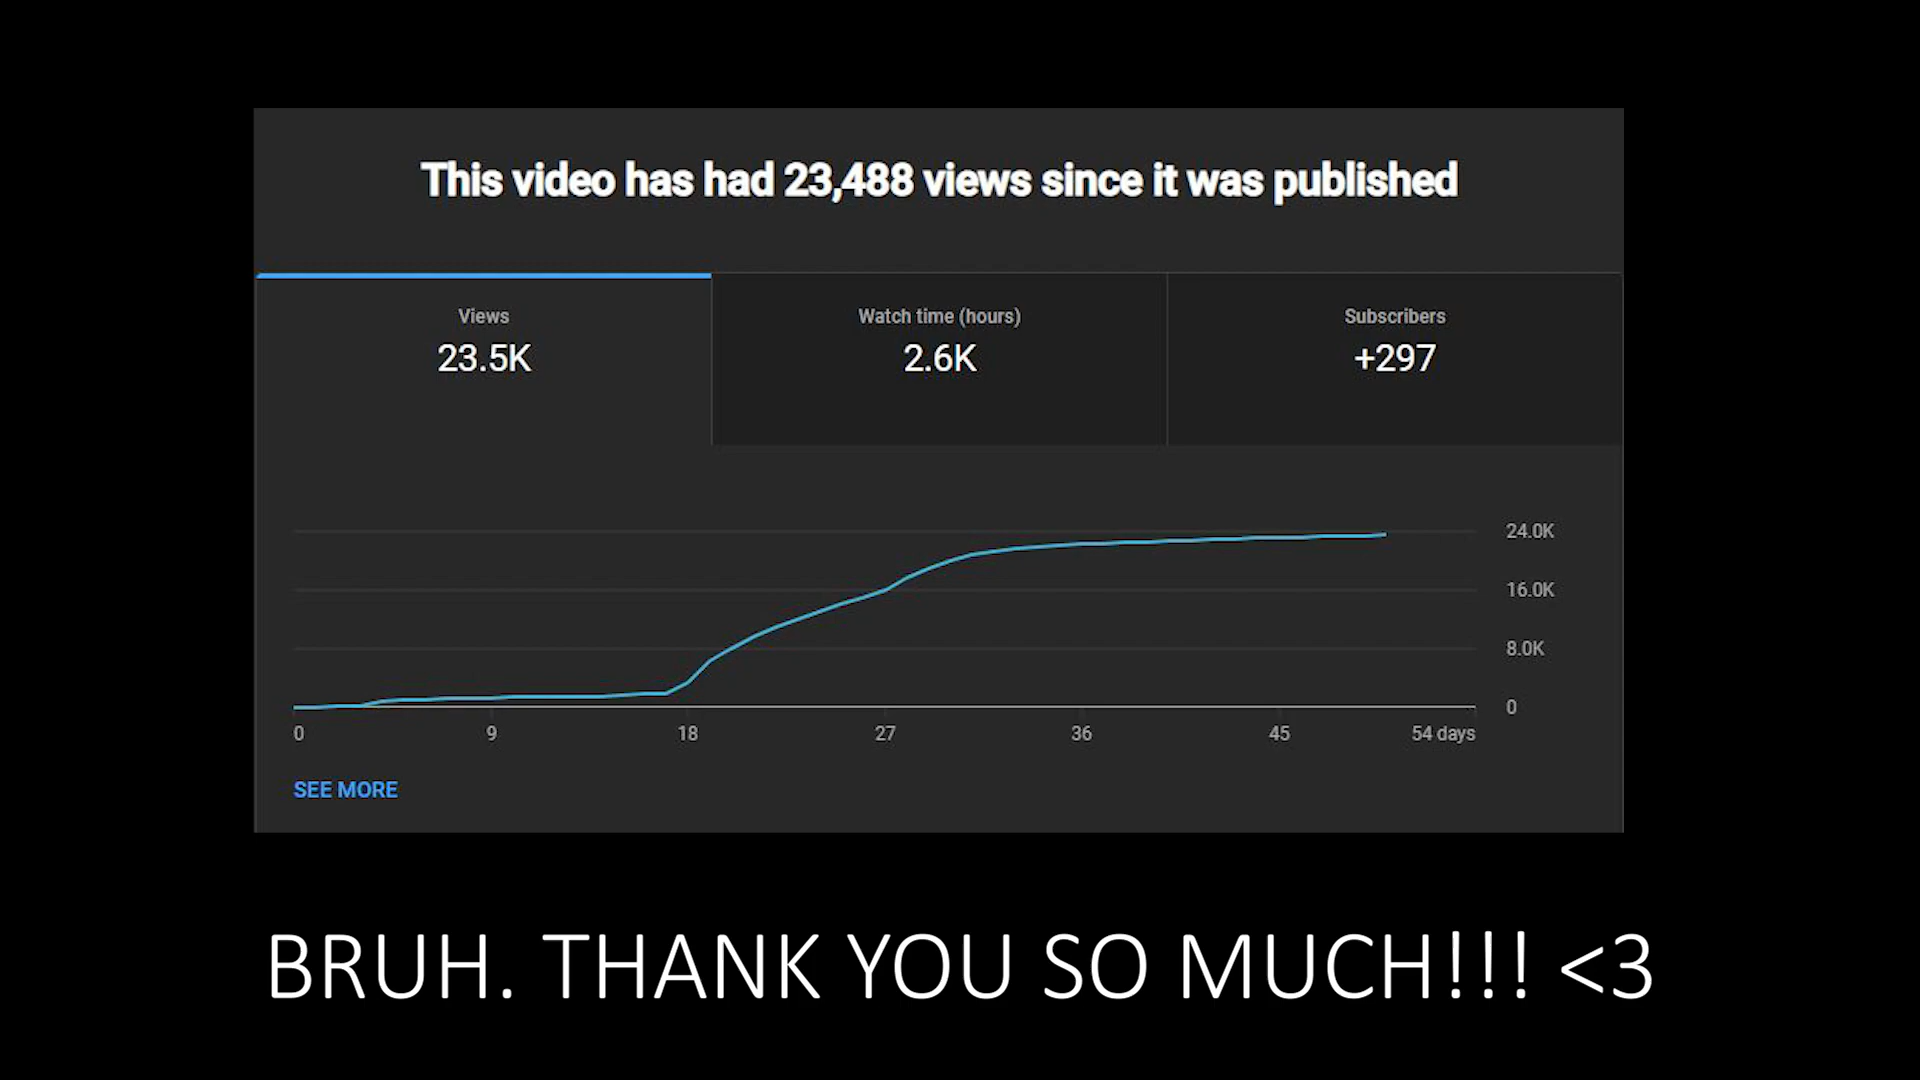 This video has had 23,488 views since it was published
Views
23.5K
Watch time (hours)
2.6K
Subscribers
+297
24.0K
16.0K
8.0K
0
0 9 18 27 36 45 54 days
SEE MORE
BRUH. THANK YOU SO MUCH!!! <3